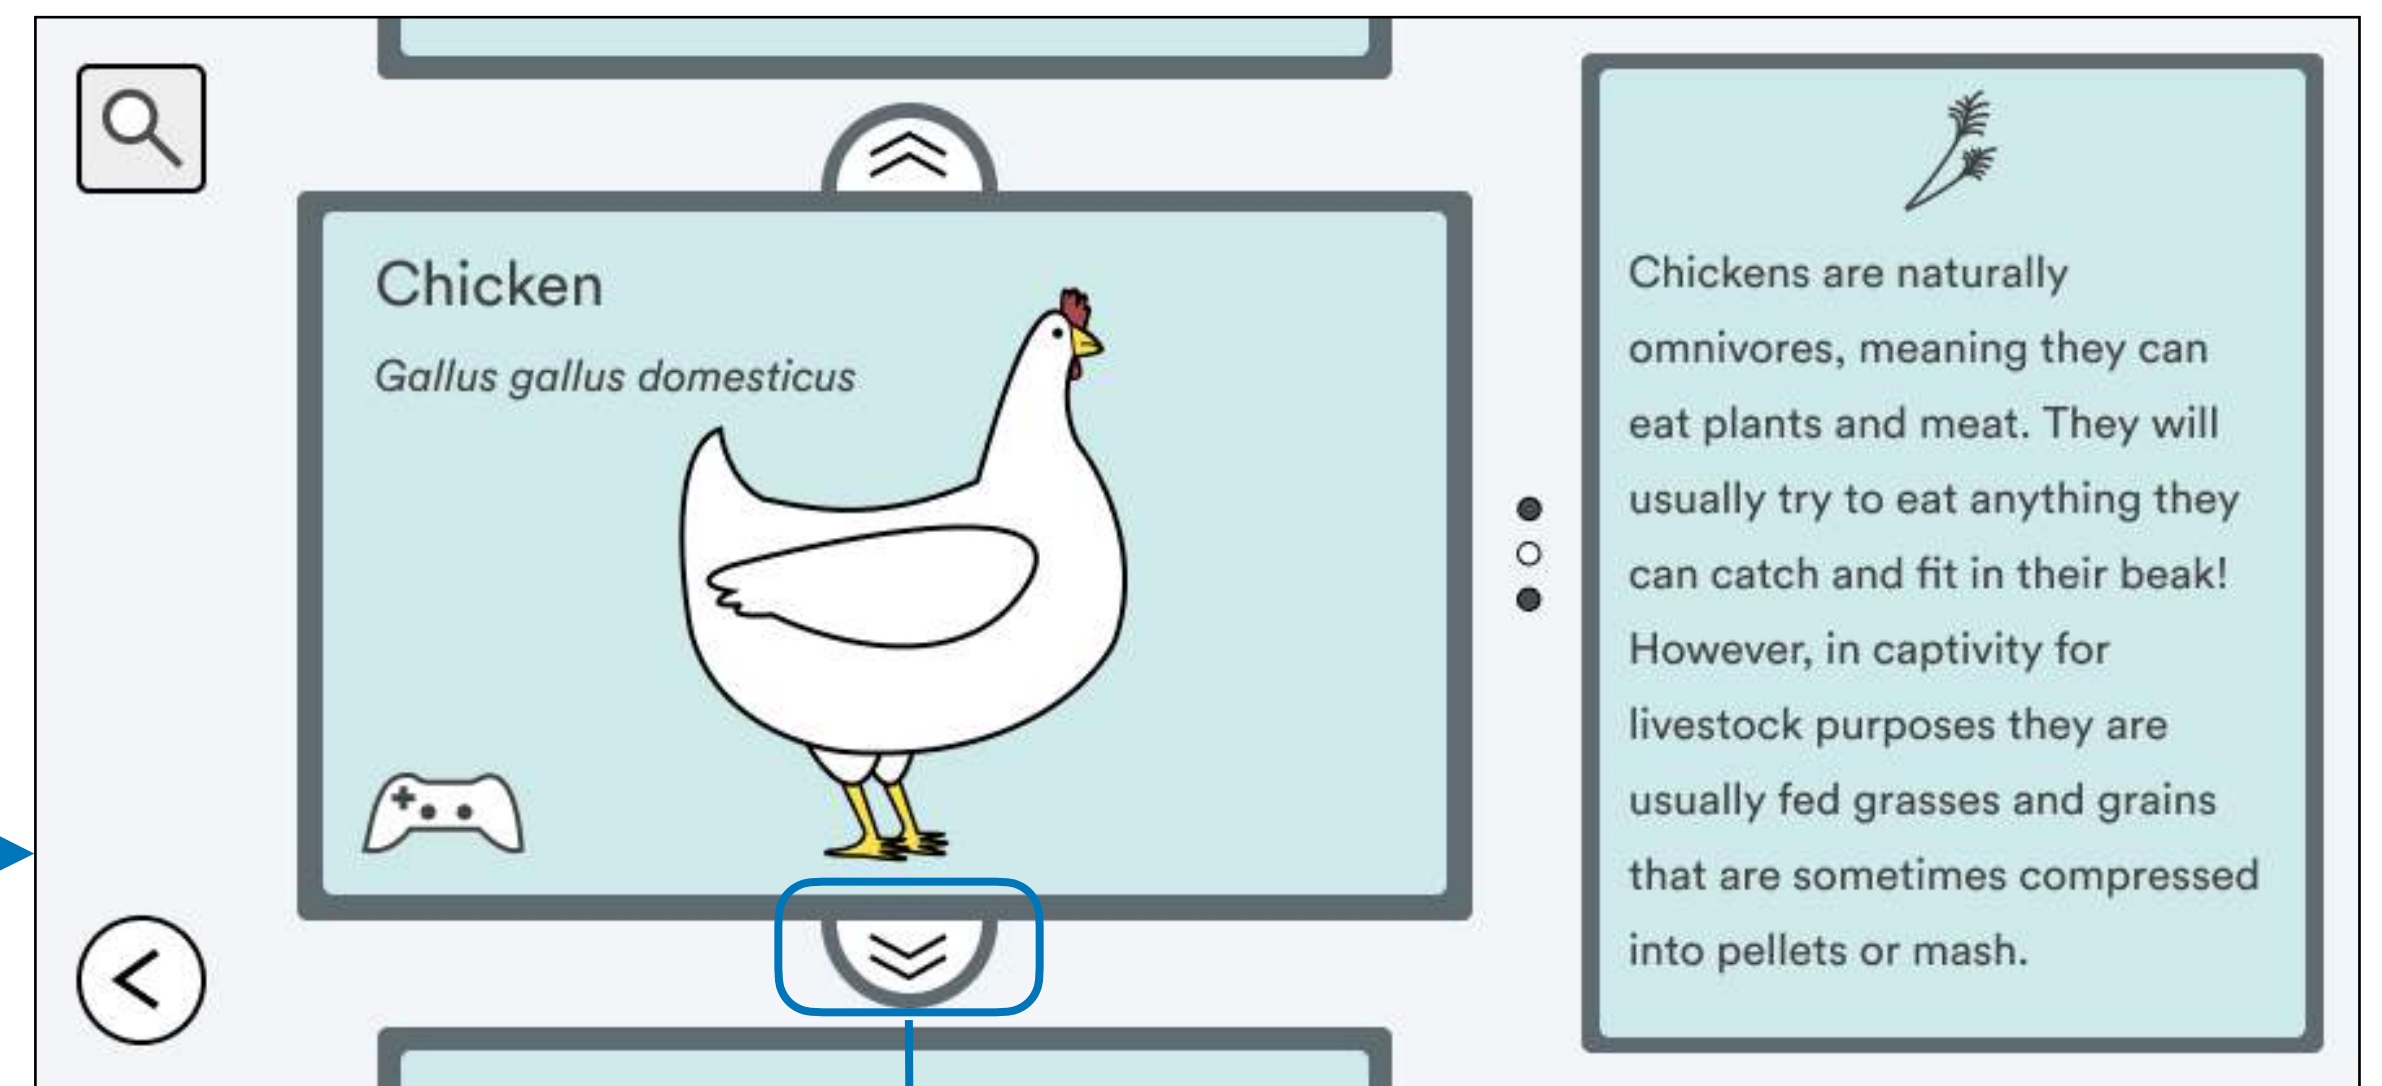 Chicken
Gallus gallus domesticus
Chickens are naturally
omnivores, meaning they can
eat plants and meat. They will
usually try to eat anything they
can catch and fit in their beak!
However, in captivity for
livestock purposes they are
usually fed grasses and grains
that are sometimes compressed
into pellets or mash.